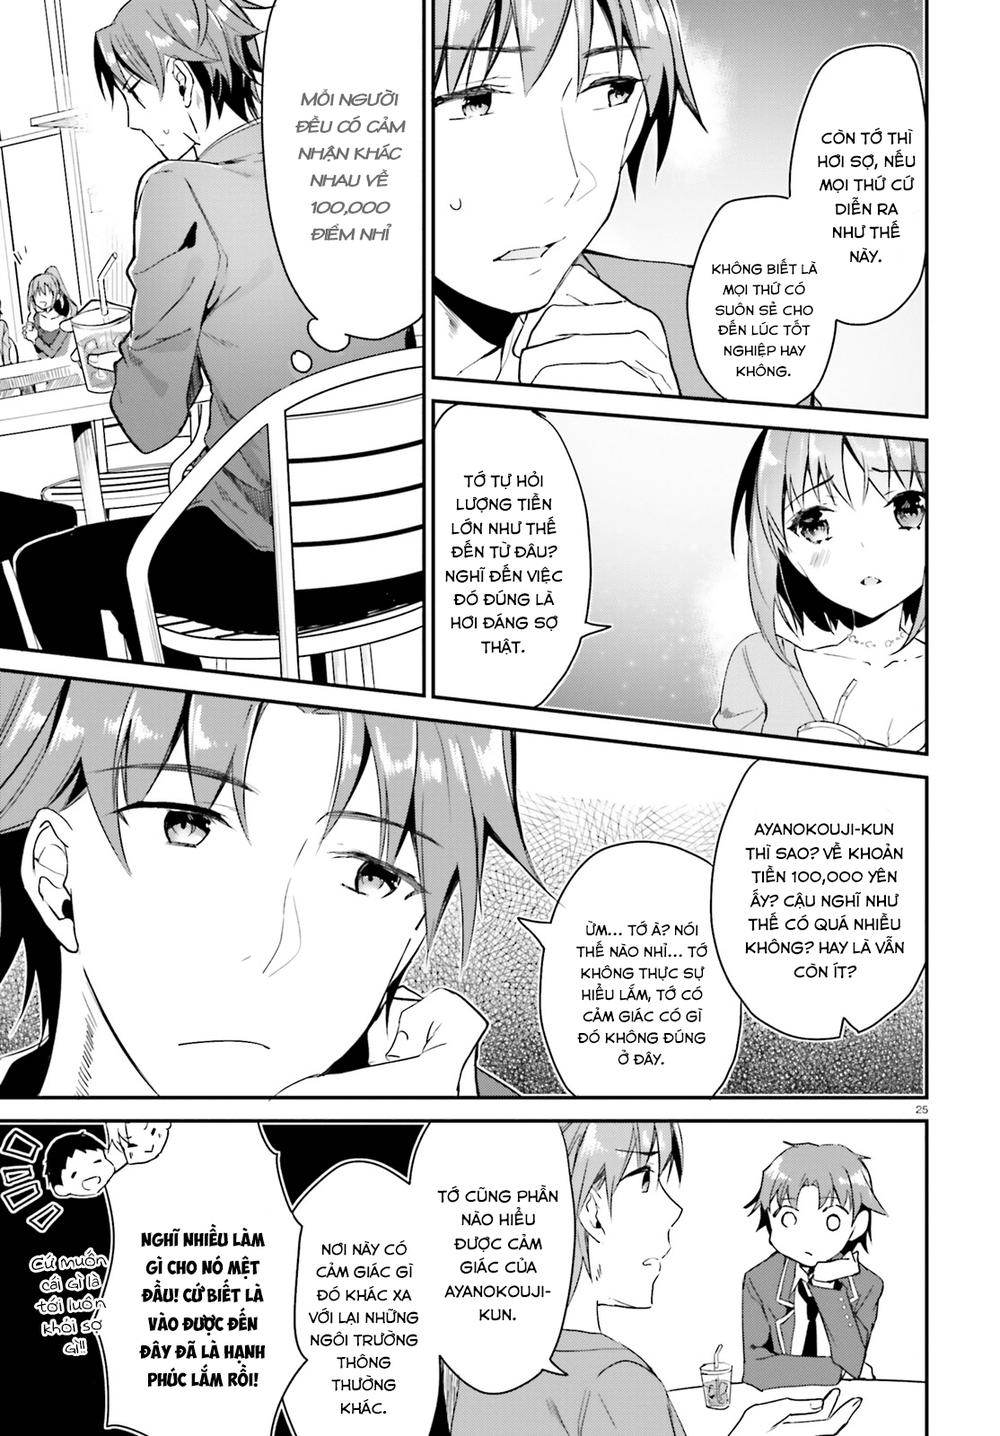 CÒN TỚ THÌ
HƠI SỢ, NẾU
MỌI THỨ CỨ
DIỄN RA
NHƯ THẾ
NÀY.
KHÔNG BIẾT LÀ
MỌI THỨ CÓ
SUÔN SẺ CHO
ĐẾN LÚC TỐT
NGHIỆP HAY
KHÔNG.
MỖI NGƯỜI
ĐỀU CÓ CẢM
NHẬN KHÁC
NHAU VỀ
100,000
ĐIỂM NHỈ
TỚ TỰ HỎI
LƯỢNG TIỀN
LỚN NHƯ THẾ
ĐẾN TỪ ĐÂU?
NGHĨ ĐẾN VIỆC
ĐÓ ĐÚNG LÀ
HƠI ĐÁNG SỢ
THẬT.
AYANOKOUJI-KUN
THÌ SAO? VỀ KHOẢN
TIỀN 100,000 YÊN
ẤY? CẬU NGHĨ NHƯ
THẾ CÓ QUÁ NHIỀU
KHÔNG? HAY LÀ VẪN
CÒN ÍT?
ỪM... TỚ À? NÓI
THẾ NÀO NHỈ... TỚ
KHÔNG THỰC SỰ
HIỂU LẮM, TỚ CÓ
CẢM GIÁC CÓ GÌ
ĐÓ KHÔNG ĐÚNG
Ở ĐÂY.
25
TỚ CŨNG PHẦN
NÀO HIỂU
ĐƯỢC CẢM
GIÁC CỦA
AYANOKOUJI-
KUN.
NƠI NÀY CÓ
CẢM GIÁC GÌ
ĐÓ KHÁC XA
VỚI LẠI NHỮNG
NGÔI TRƯỜNG
THÔNG
THƯỜNG
KHÁC.
NGHĨ NHIỀU LÀM
GÌ CHO NÓ MỆT
ĐẦU! CỨ BIẾT LÀ
VÀO ĐƯỢC ĐẾN
ĐÂY ĐÃ LÀ HẠNH
PHÚC LẮM RỒI!
Cứ muốn
cái gì là
tới luôn
khỏi sợ
gì!!